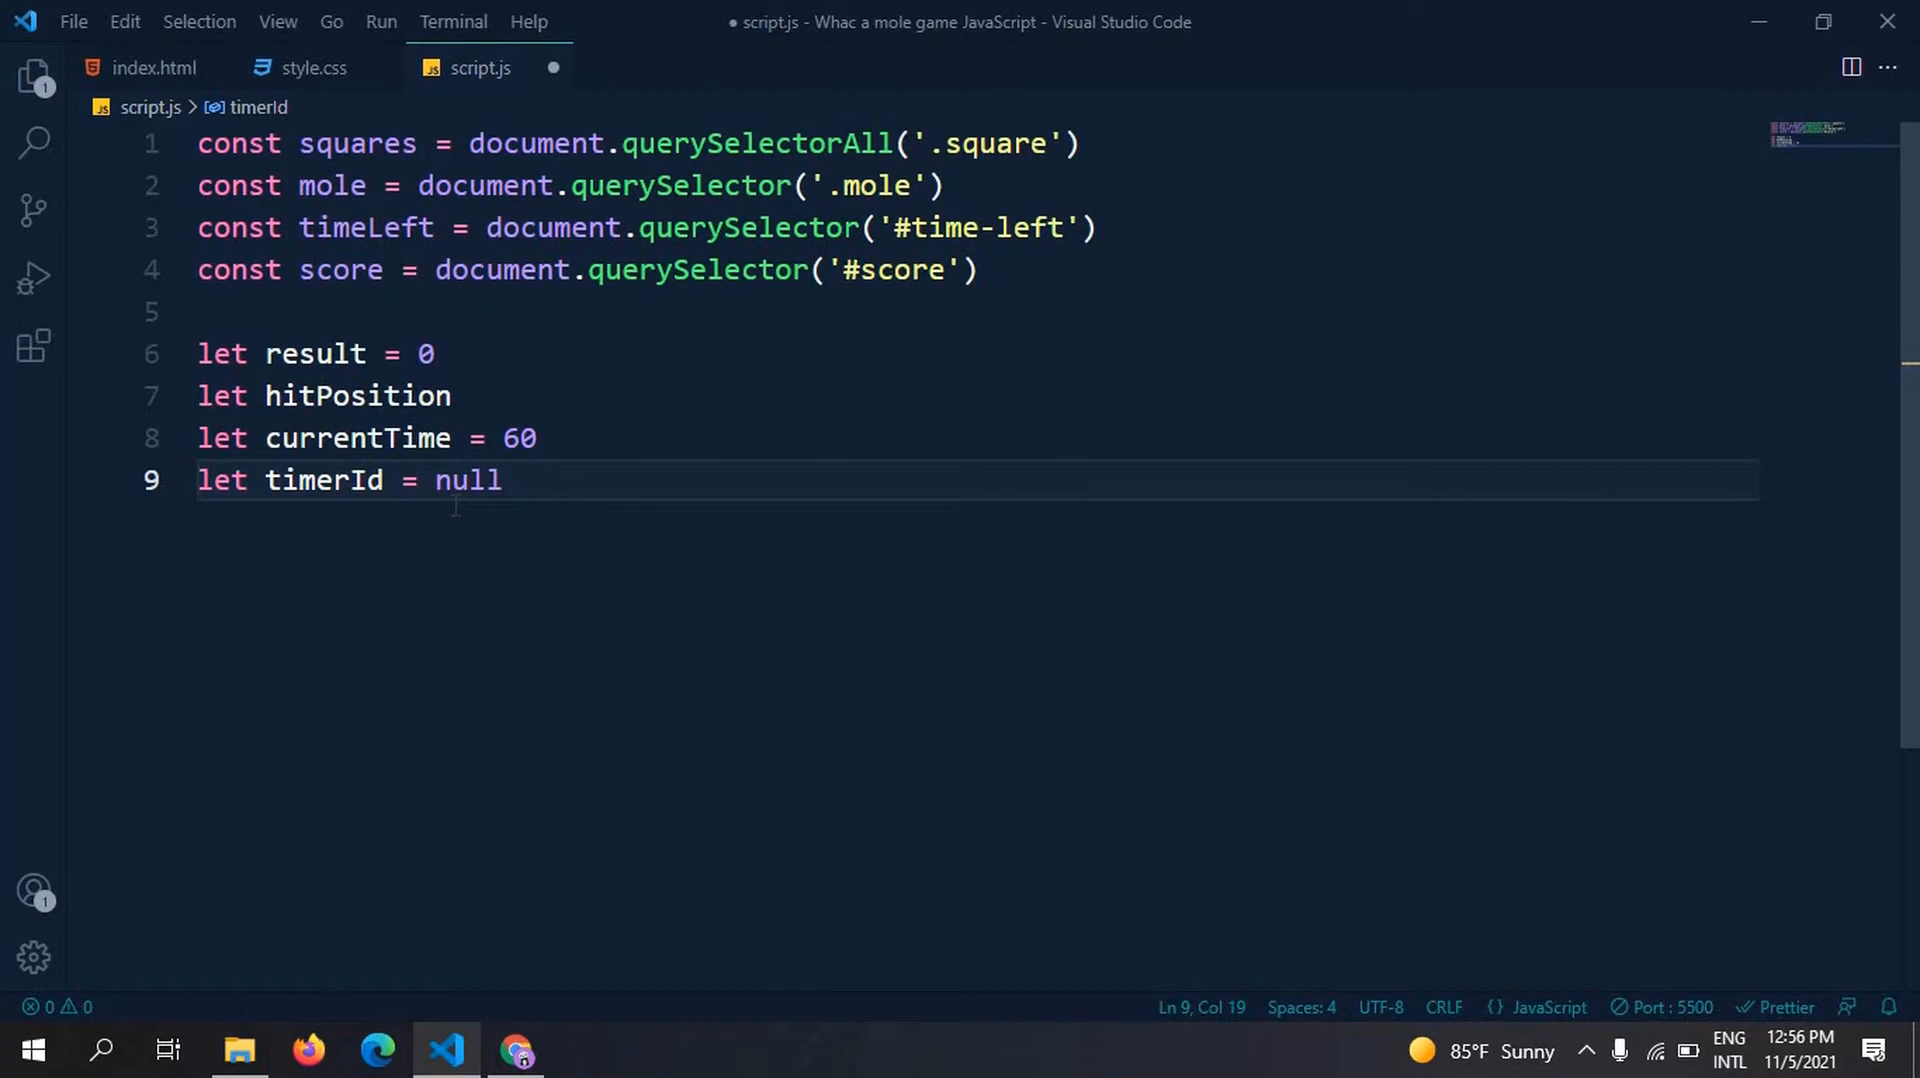 File Edit Selection View Go Run Terminal Help ● script.js - Whac a mole game JavaScript - Visual Studio Code
index.html style.css JS script.js
1
JS script.js > timerId
1 const squares = document.querySelectorAll('.square')
2 const mole = document.querySelector('.mole')
3 const timeLeft = document.querySelector('#time-left')
4 const score = document.querySelector('#score')
5
6 let result = 0
7 let hitPosition
8 let currentTime = 60
9 let timerId = null
1
0 0 Ln 9, Col 19 Spaces: 4 UTF-8 CRLF {} JavaScript Port : 5500 Prettier
85°F Sunny ENG 12:56 PM
INTL 11/5/2021